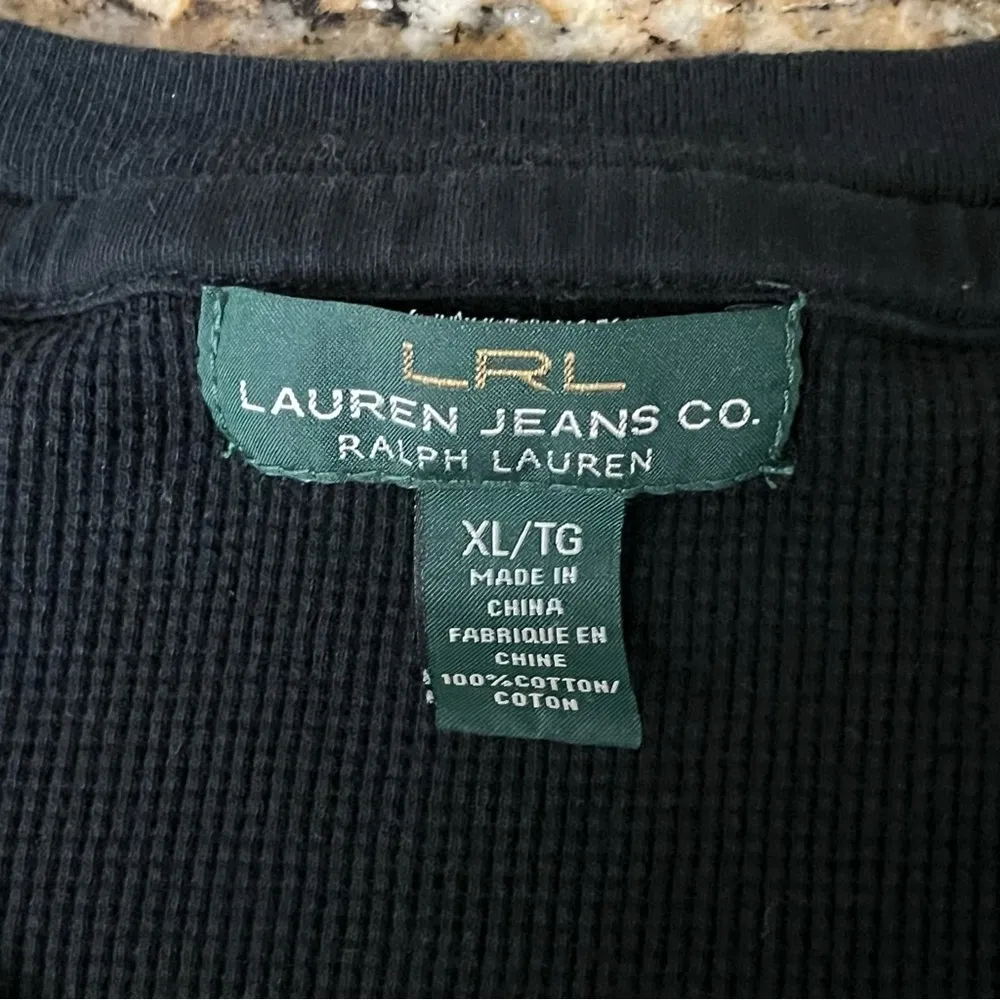 LRL
LAUREN JEANS CO.
RALPH LAUREN
XL/TG
MADE IN
CHINA
FABRIQUE EN
CHINE
100%COTTON/
COTON